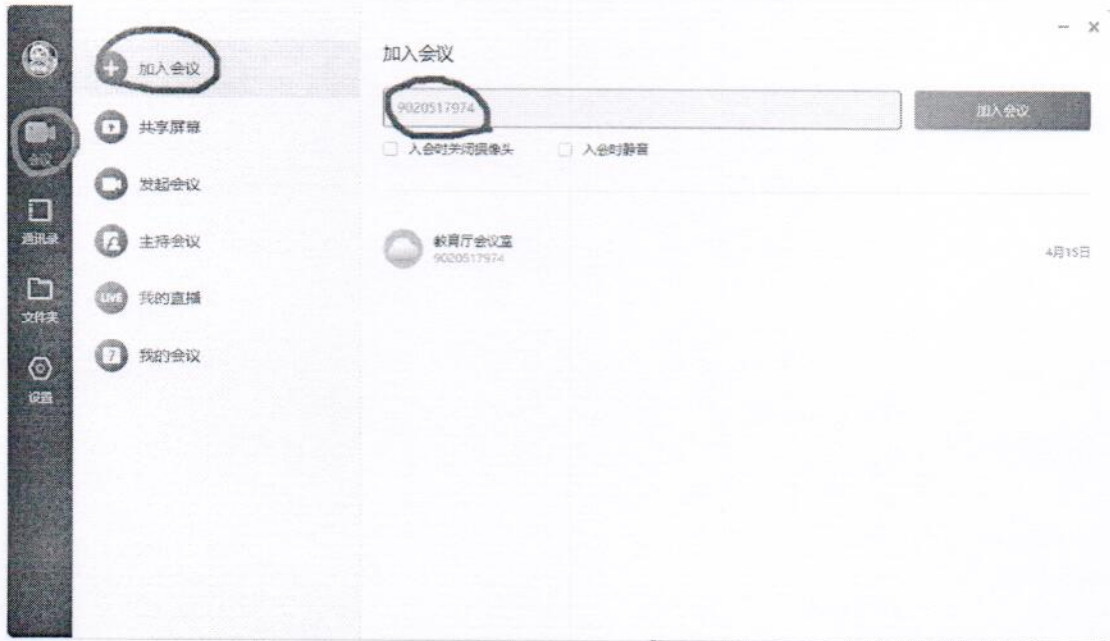 会议
通讯录
文件夹
设置
加入会议
共享屏幕
发起会议
主持会议
LIVE 我的直播
7 我的会议
加入会议
9020517974
加入会议
入会时关闭摄像头
入会时静音
教育厅会议室
9020517974
4月15日